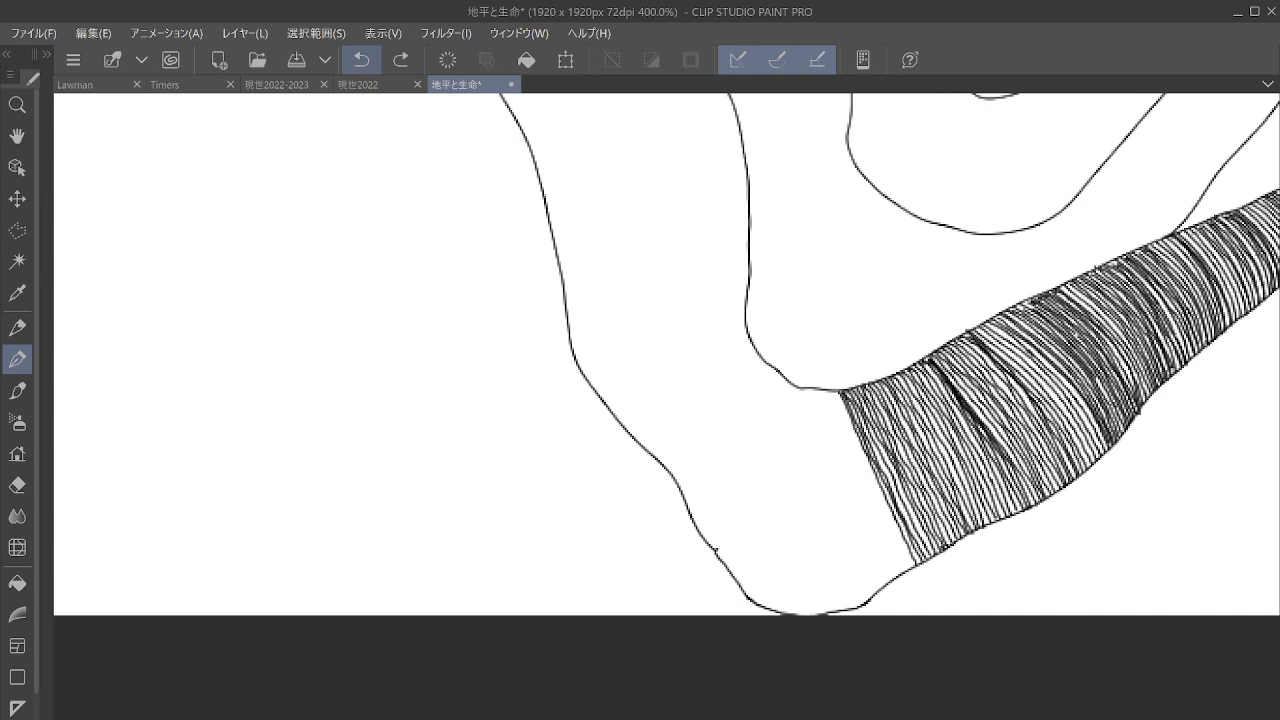 地平と生命* (1920 x 1920px 72dpi 400.0%) - CLIP STUDIO PAINT PRO
ファイル(F) 編集(E) アニメーション(A) レイヤー(L) 選択範囲(S) 表示(V) フィルター(I) ウィンドウ(W) ヘルプ(H)
Lawman Timers 現世2022-2023 現世2022 地平と生命*